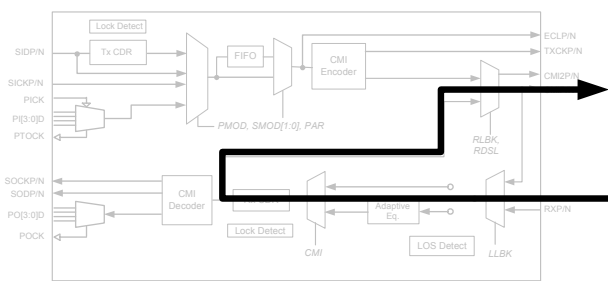 Lock Detect
SIDP/N
Tx CDR
FIFO
CMI
Encoder
ECLP/N
TXCKP/N
CMI2P/N
SICKP/N
PICK
PI[3:0]D
PTOCK
PMOD, SMOD[1:0], PAR
RLBK,
RDSL
SOCKP/N
SODP/N
PO[3:0]D
POCK
CMI
Decoder
Lock Detect
CMI
Adaptive
Eq.
LOS Detect
LLBK
RXP/N